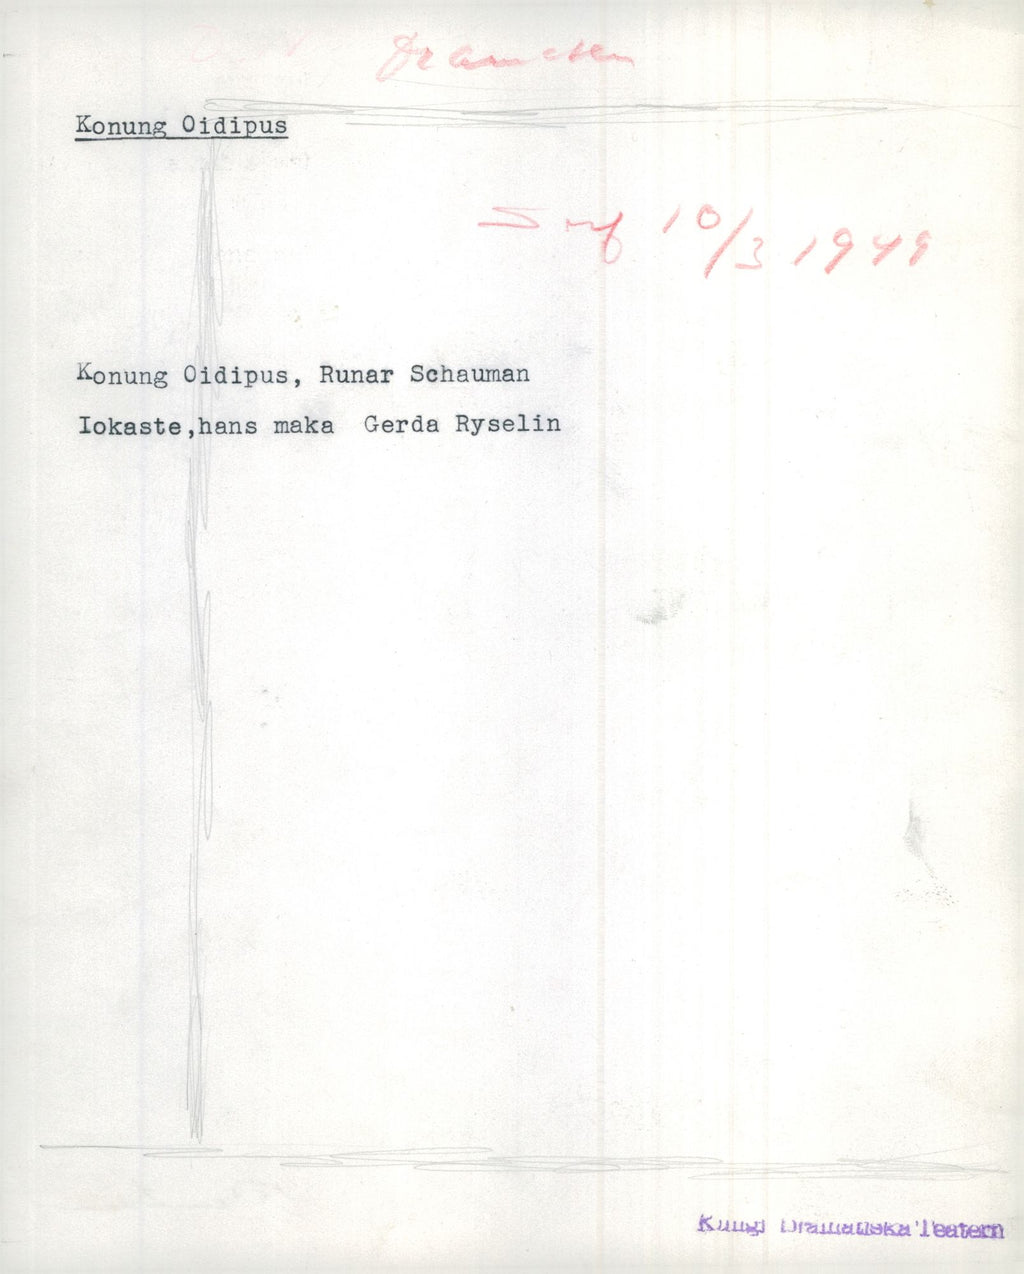 Dramaten
Konung Oidipus
10/3 1949
Konung Oidipus, Runar Schauman
Iokaste,hans maka Gerda Ryselin
Kungl Dramatiska Teatern